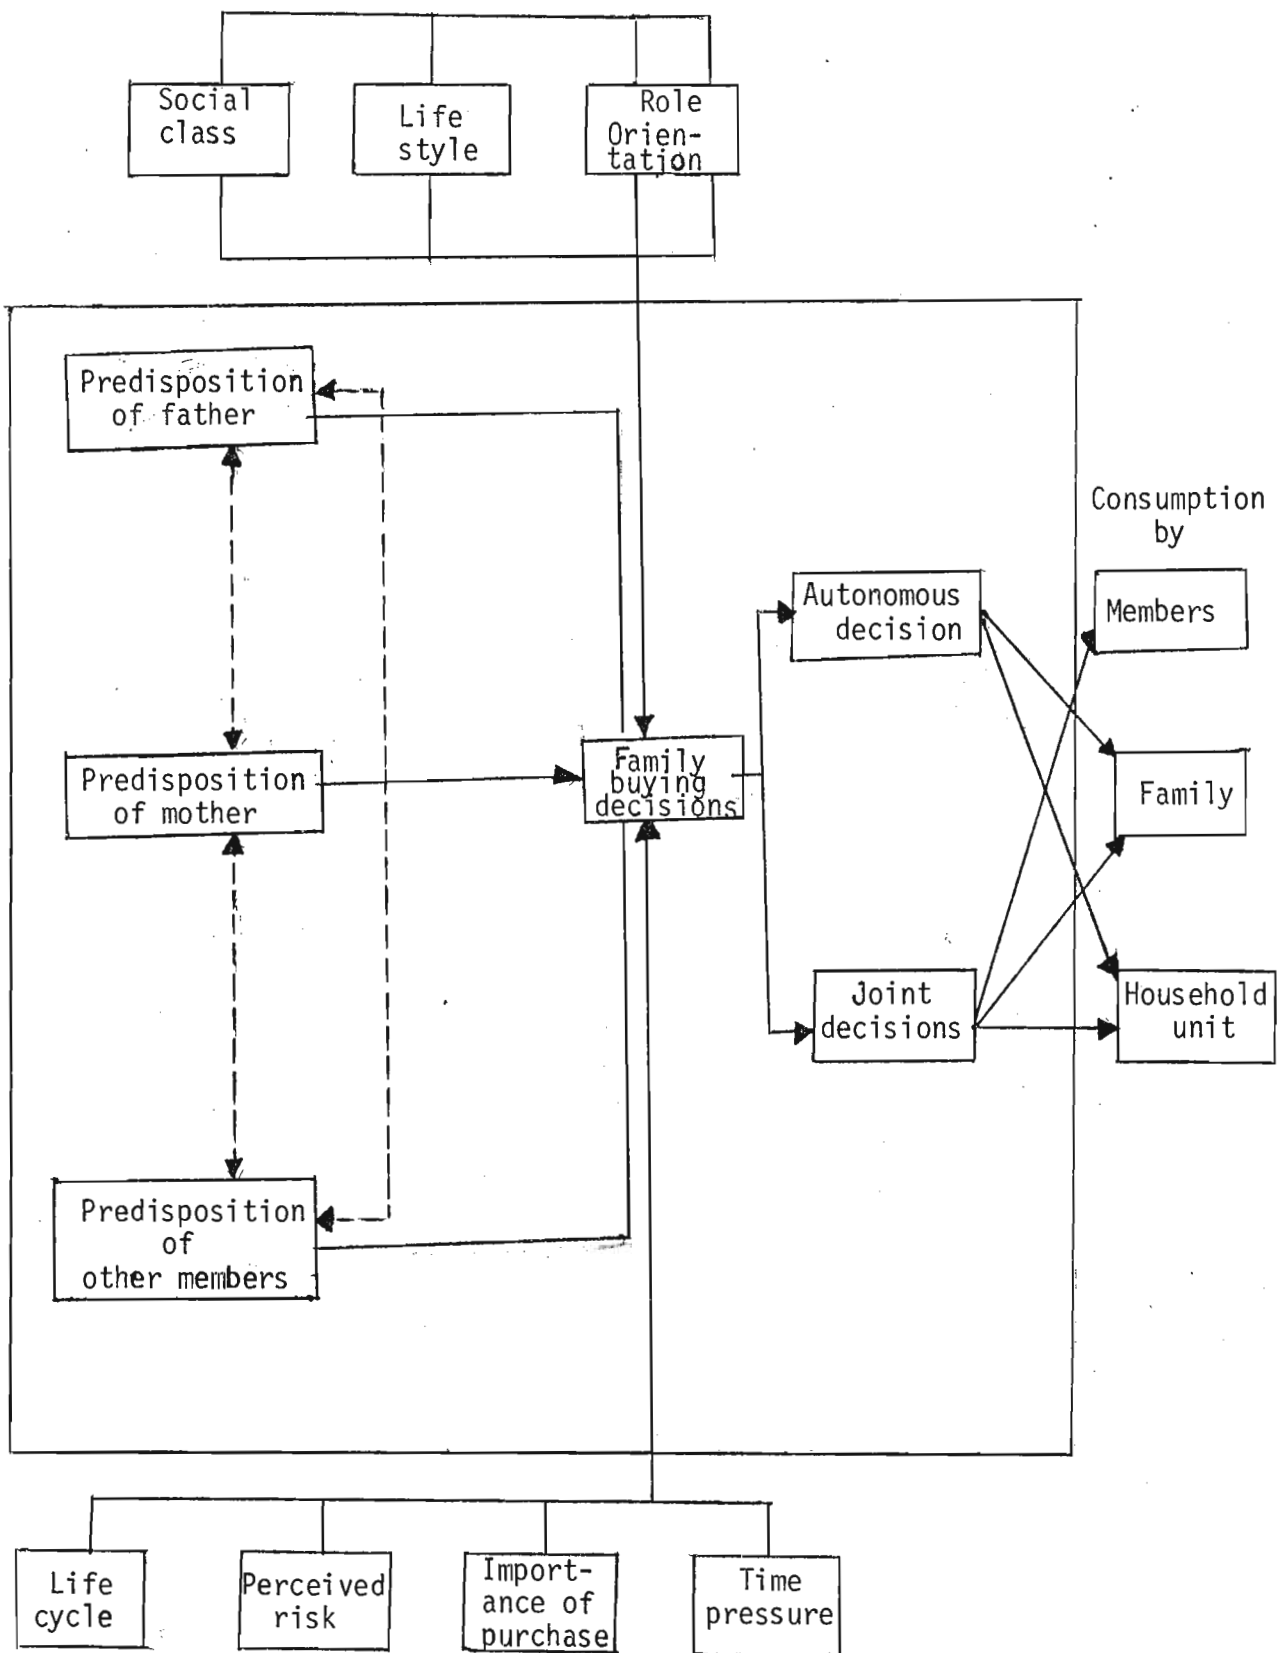 Social
class
Life
style
Role
Orien-
tation
Predisposition
of father
Consumption
by
Autonomous
decision
Members
Family
buying
decisions
Predisposition
of mother
Family
Joint
decisions
Household
unit
Predisposition
of
other members
Life
cycle
Perceived
risk
Import-
ance of
purchase
Time
pressure